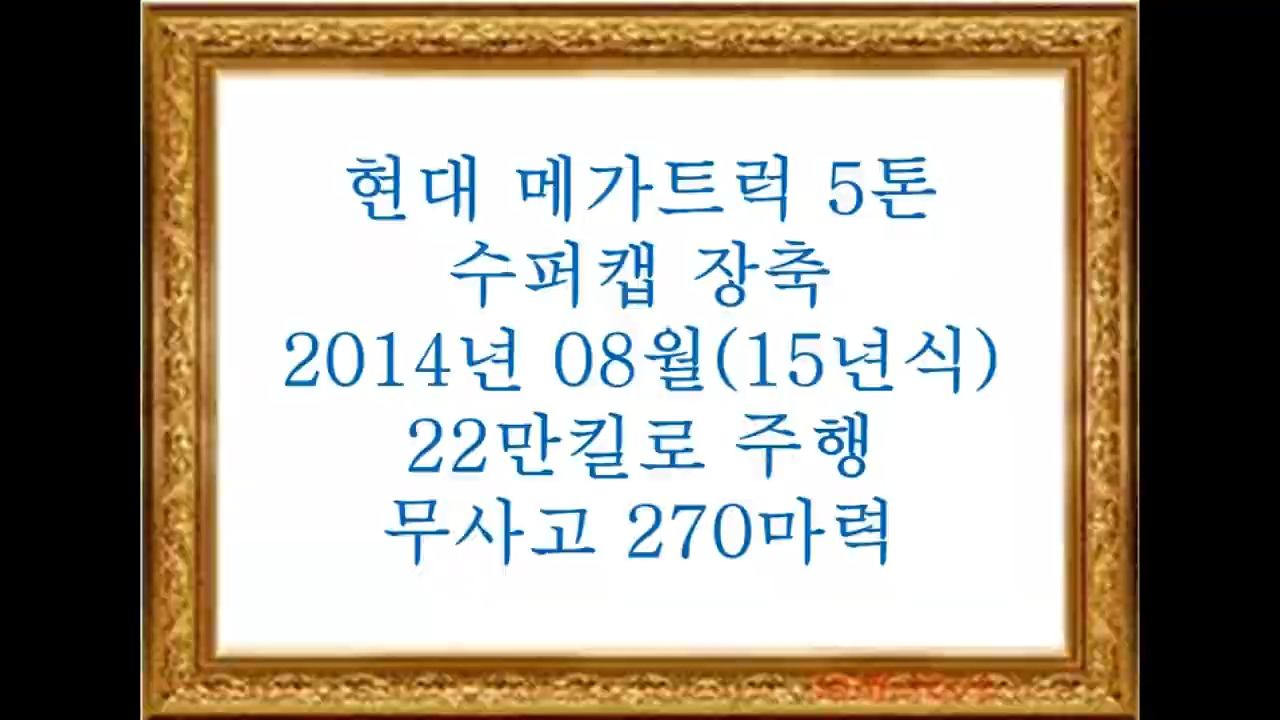 현대 메가트럭 5톤
수퍼캡 장축
2014년 08월(15년식)
22만킬로 주행
무사고 270마력